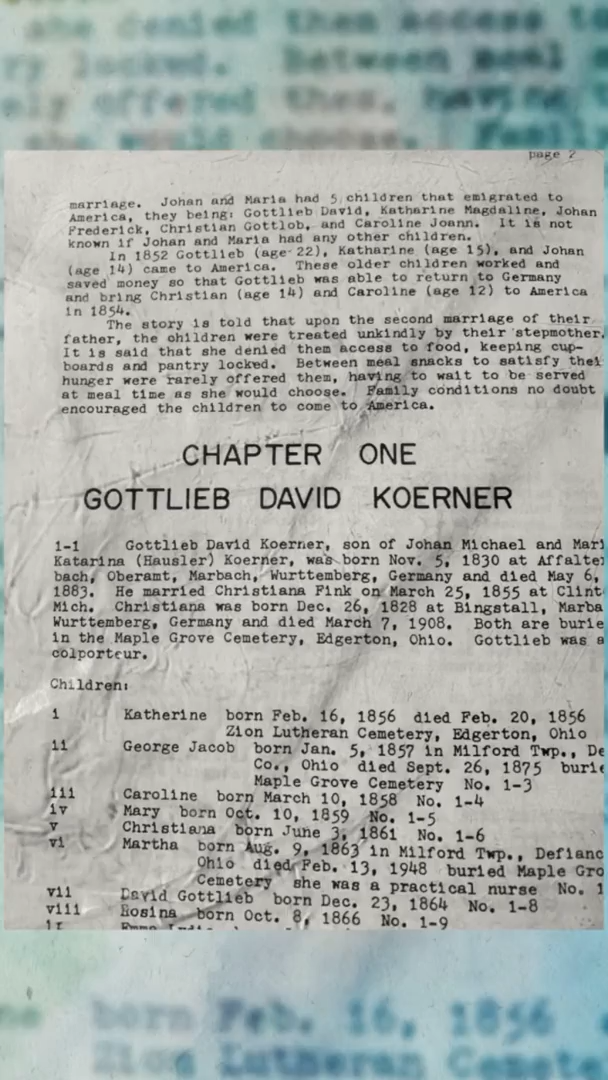 page 2
marriage. Johan and Maria had 5 children that emigrated to
America, they being: Gottlieb David, Katharine Magdaline, Johan
Frederick, Christian Gottlob, and Caroline Joann. It is not
known if Johan and Maria had any other children.
In 1852 Gottlieb (age 22), Katharine (age 15), and Johan
(age 14) came to America. These older children worked and
saved money so that Gottlieb was able to return to Germany
and bring Christian (age 14) and Caroline (age 12) to America
in 1854.
The story is told that upon the second marriage of their
father, the children were treated unkindly by their stepmother.
It is said that she denied them access to food, keeping cup-
boards and pantry locked. Between meal snacks to satisfy thei
hunger were rarely offered them, having to wait to be served
at meal time as she would choose. Family conditions no doubt
encouraged the children to come to America.
CHAPTER ONE
GOTTLIEB DAVID KOERNER
1-1 Gottlieb David Koerner, son of Johan Michael and Mari
Katarina (Hausler) Koerner, was born Nov. 5, 1830 at Affalte
bach, Oberamt, Marbach, Wurttemberg, Germany and died May 6,
1883. He married Christiana Fink on March 25, 1855 at Clint
Mich. Christiana was born Dec. 26, 1828 at Bingstall, Marba
Wurttemberg, Germany and died March 7, 1908. Both are burie
in the Maple Grove Cemetery, Edgerton, Ohio. Gottlieb was a
colporteur.
Children:
i Katherine born Feb. 16, 1856 died Feb. 20, 1856
Zion Lutheran Cemetery, Edgerton, Ohio
ii George Jacob born Jan. 5, 1857 in Milford Twp., De
Co., Ohio died Sept. 26, 1875 burie
Maple Grove Cemetery No. 1-3
iii Caroline born March 10, 1858 No. 1-4
iv Mary born Oct. 10, 1859 No. 1-5
v Christiana born June 3, 1861 No. 1-6
vi Martha born Aug. 9, 1863 in Milford Twp., Defianc
Ohio died Feb. 13, 1948 buried Maple Gro
Cemetery she was a practical nurse No. 1
vii David Gottlieb born Dec. 23, 1864 No. 1-8
viii Rosina born Oct. 8, 1866 No. 1-9